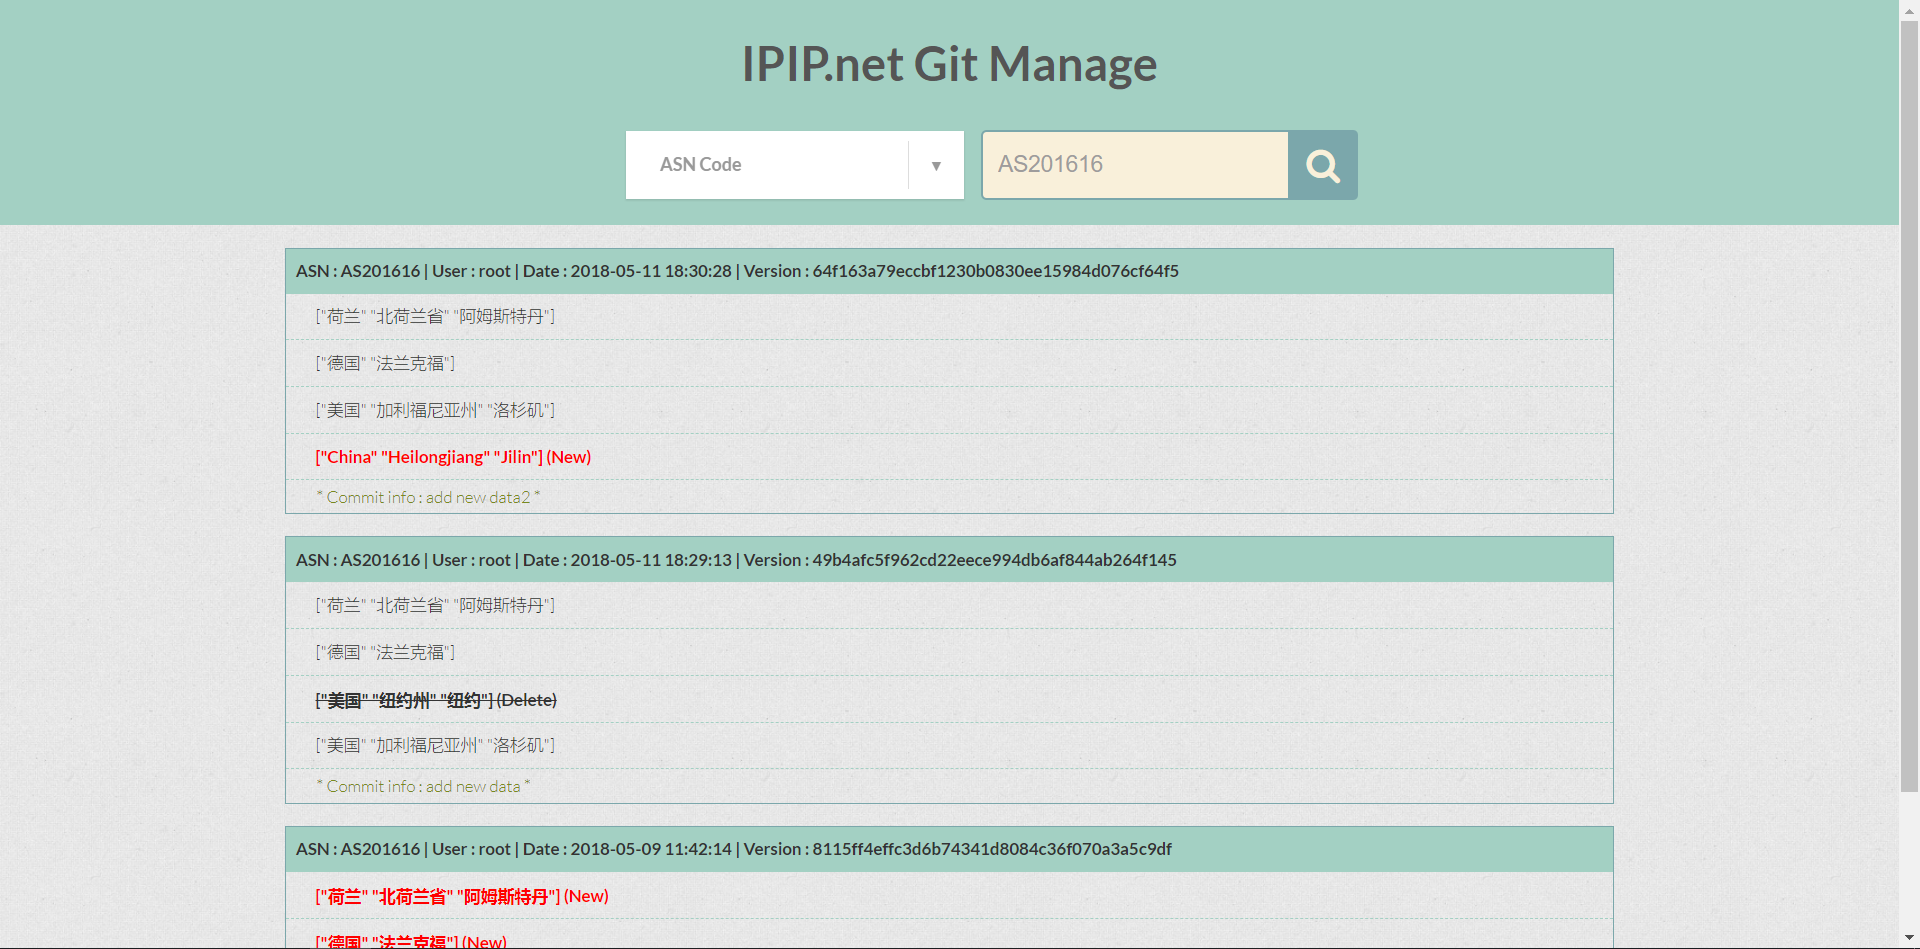 IPIP.net Git Manage
ASN Code ▼ AS201616
ASN : AS201616 | User : root | Date : 2018-05-11 18:30:28 | Version : 64f163a79eccbf1230b0830ee15984d076cf64f5
["荷兰" "北荷兰省" "阿姆斯特丹"]
["德国" "法兰克福"]
["美国" "加利福尼亚州" "洛杉矶"]
["China" "Heilongjiang" "Jilin"] (New)
* Commit info : add new data2 *
ASN : AS201616 | User : root | Date : 2018-05-11 18:29:13 | Version : 49b4afc5f962cd22eece994db6af844ab264f145
["荷兰" "北荷兰省" "阿姆斯特丹"]
["德国" "法兰克福"]
["美国" "纽约州" "纽约"] (Delete)
["美国" "加利福尼亚州" "洛杉矶"]
* Commit info : add new data *
ASN : AS201616 | User : root | Date : 2018-05-09 11:42:14 | Version : 8115ff4effc3d6b74341d8084c36f070a3a5c9df
["荷兰" "北荷兰省" "阿姆斯特丹"] (New)
["德国" "法兰克福"] (New)